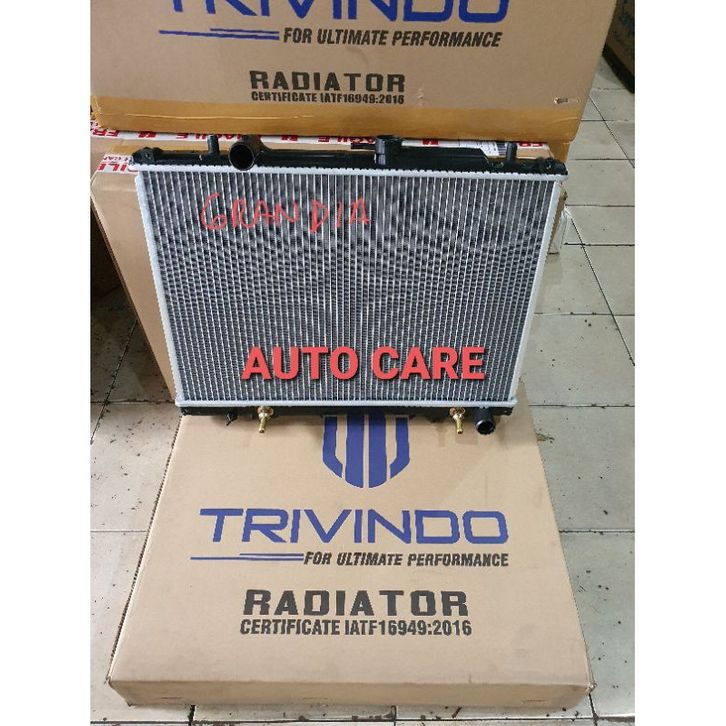 TRIVINDO
FOR ULTIMATE PERFORMANCE
RADIATOR
CERTIFICATE IATF16949:2016
GRANDIA
AUTO CARE
TRIVINDO
FOR ULTIMATE PERFORMANCE
RADIATOR
CERTIFICATE IATF16949:2016